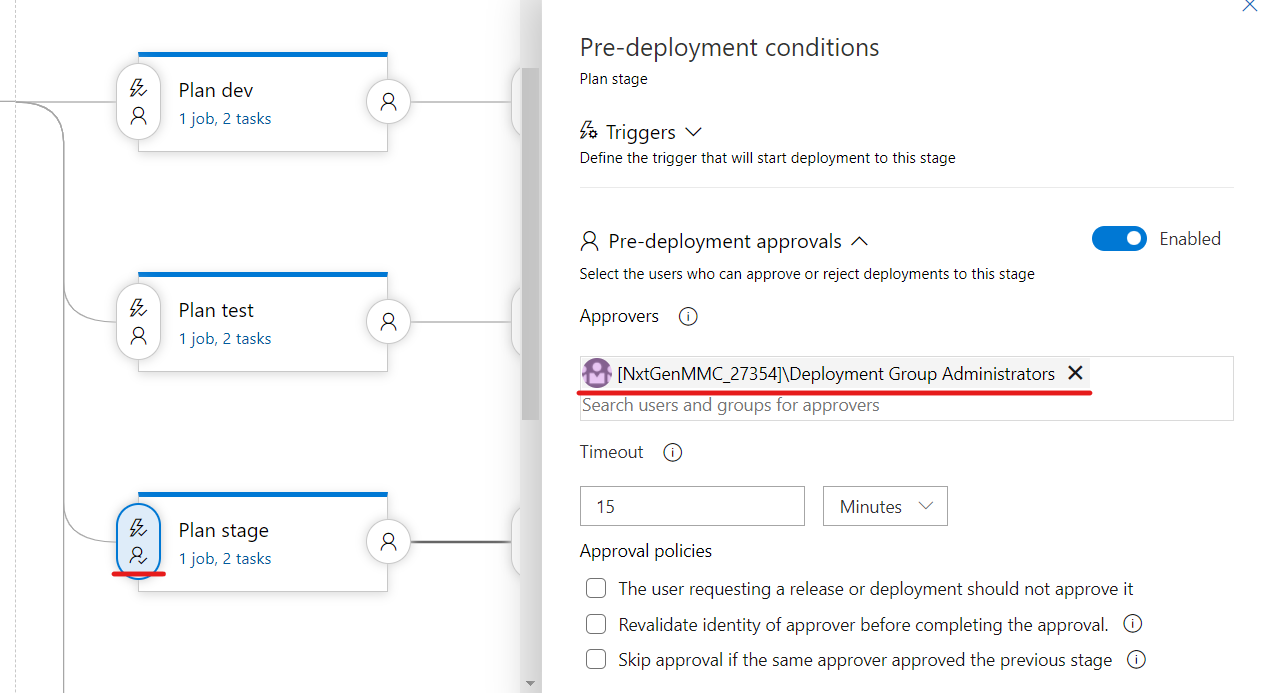 Plan dev
1 job, 2 tasks
Plan test
1 job, 2 tasks
Plan stage
1 job, 2 tasks
Pre-deployment conditions
Plan stage
Triggers
Define the trigger that will start deployment to this stage
Pre-deployment approvals
Enabled
Select the users who can approve or reject deployments to this stage
Approvers
[NxtGenMMC_27354]\Deployment Group Administrators
Search users and groups for approvers
Timeout
15
Minutes
Approval policies
The user requesting a release or deployment should not approve it
Revalidate identity of approver before completing the approval.
Skip approval if the same approver approved the previous stage